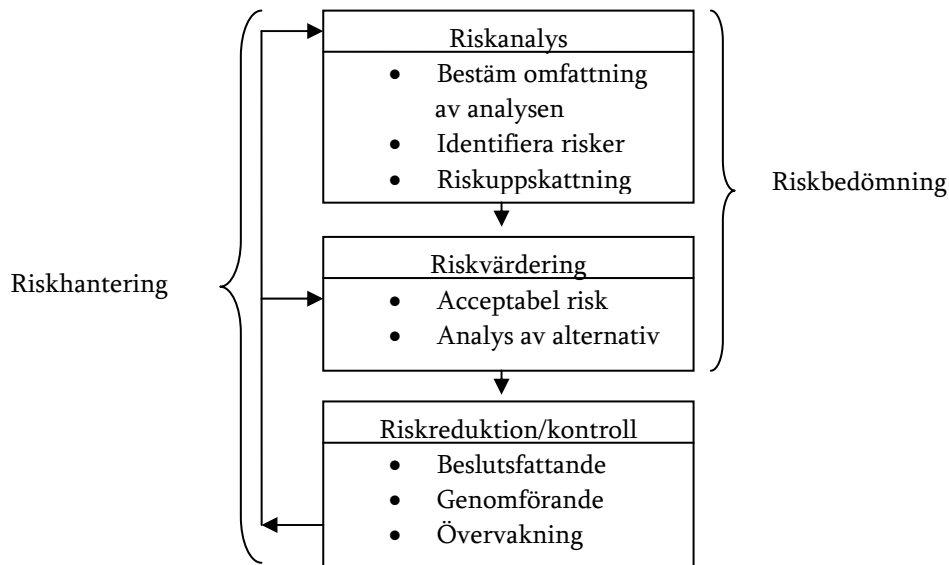 Riskanalys
• Bestäm omfattning
av analysen
• Identifiera risker
• Riskuppskattning
Riskbedömning
Riskhantering
Riskvärdering
• Acceptabel risk
• Analys av alternativ
Riskreduktion/kontroll
• Beslutsfattande
• Genomförande
• Övervakning